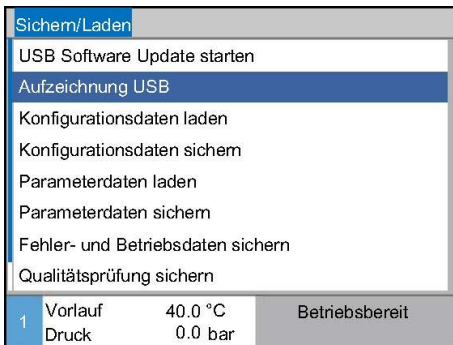 Sichern/Laden
USB Software Update starten
Aufzeichnung USB
Konfigurationsdaten laden
Konfigurationsdaten sichern
Parameterdaten laden
Parameterdaten sichern
Fehler- und Betriebsdaten sichern
Qualitätsprüfung sichern
1 Vorlauf 40.0 °C Betriebsbereit
Druck 0.0 bar